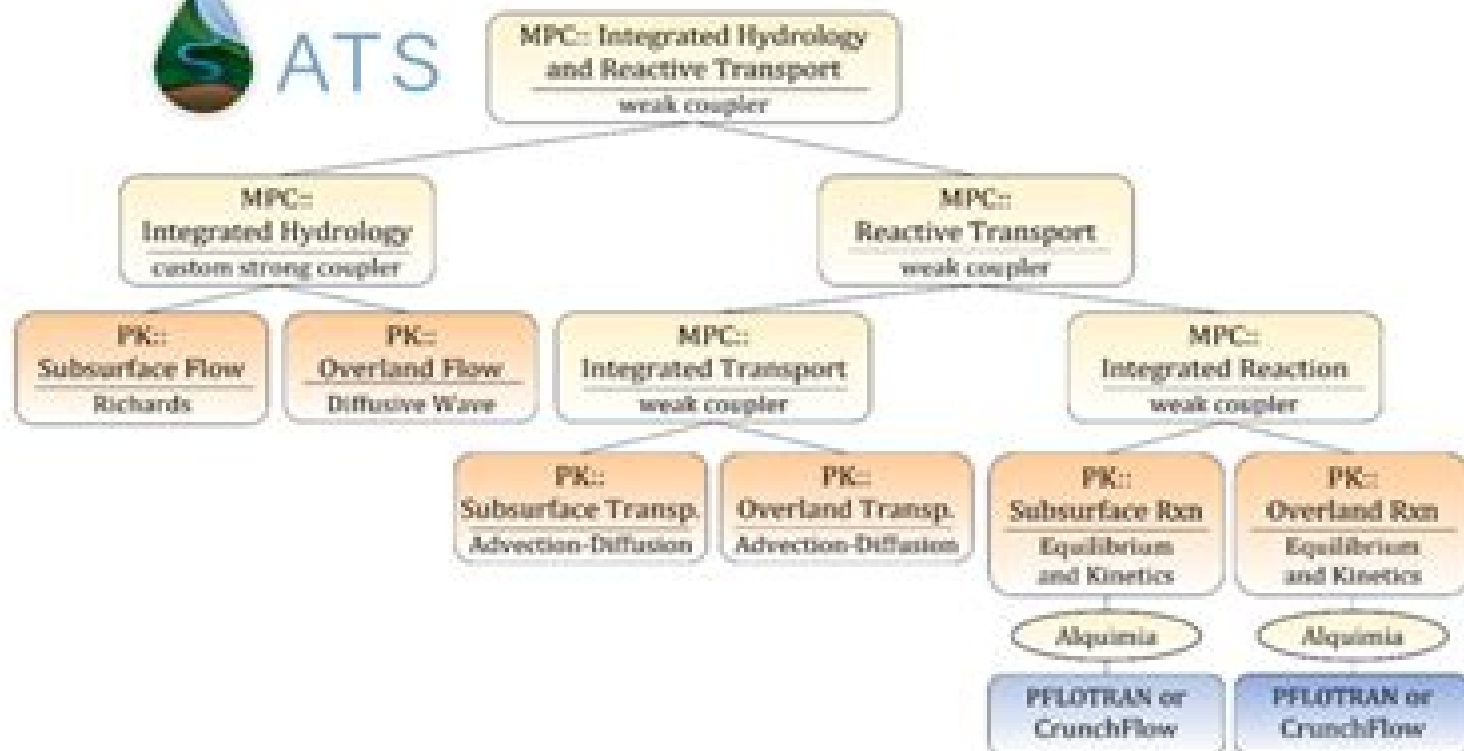 ATS
MPC:: Integrated Hydrology
and Reactive Transport
weak coupler
MPC::
Integrated Hydrology
custom strong coupler
MPC::
Reactive Transport
weak coupler
PK::
Subsurface Flow
Richards
PK::
Overland Flow
Diffusive Wave
MPC::
Integrated Transport
weak coupler
MPC::
Integrated Reaction
weak coupler
PK::
Subsurface Transp.
Advection-Diffusion
PK::
Overland Transp.
Advection-Diffusion
PK::
Subsurface Rxn
Equilibrium
and Kinetics
PK::
Overland Rxn
Equilibrium
and Kinetics
Alquimia
Alquimia
PFLOTRAN or
CrunchFlow
PFLOTRAN or
CrunchFlow